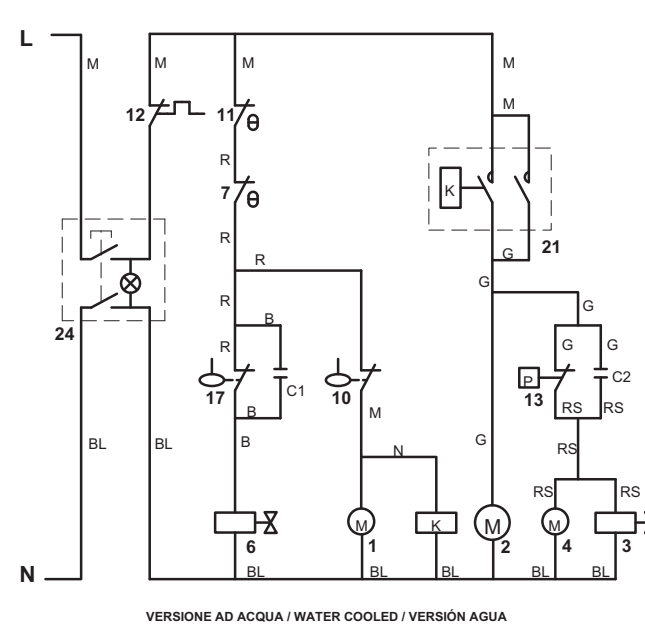 L
M M M M
M
12 11 θ
R
7 θ
K
R 21
G
R G
24
R B G
R G G
P C2
17 C1 10 13
B M RS RS
BL BL B N G RS
RS RS
M K M M
6 1 2 4 3
N BL BL BL BL BL
VERSIONE AD ACQUA / WATER COOLED / VERSIÓN AGUA